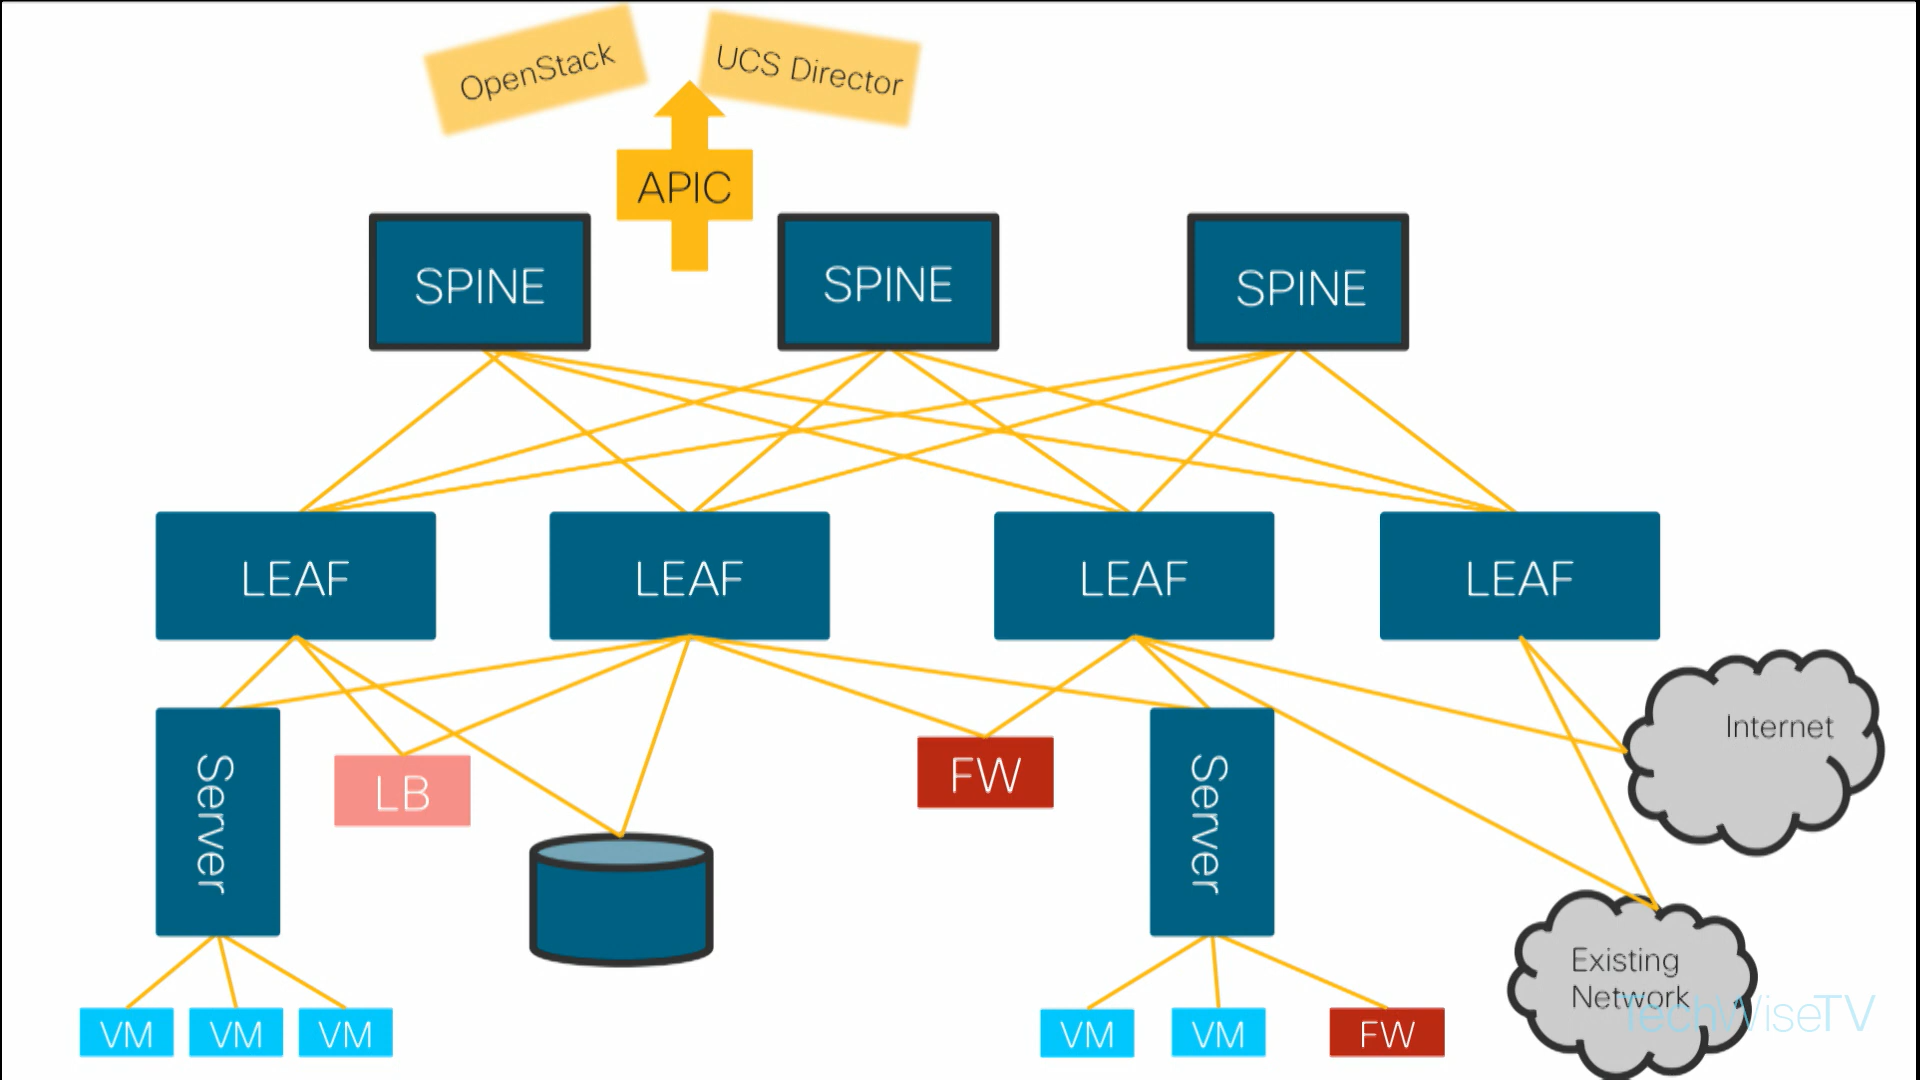 OpenStack
UCS Director
APIC
SPINE
SPINE
SPINE
LEAF
LEAF
LEAF
LEAF
Internet
Server
LB
FW
Server
Existing
Network
TechWiseTV
VM
VM
VM
VM
VM
FW